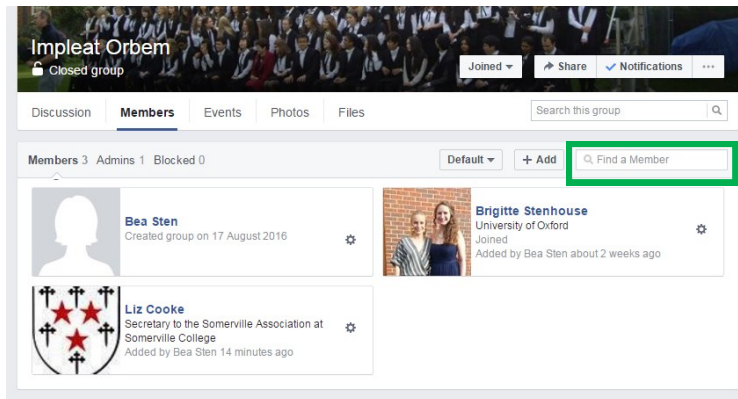 Impleat Orbem
Closed group
Joined
Share
Notifications
Discussion Members Events Photos Files
Search this group
Members 3 Admins 1 Blocked 0
Default
+ Add
Find a Member
Bea Sten
Created group on 17 August 2016
Brigitte Stenhouse
University of Oxford
Joined
Added by Bea Sten about 2 weeks ago
Liz Cooke
Secretary to the Somerville Association at
Somerville College
Added by Bea Sten 14 minutes ago